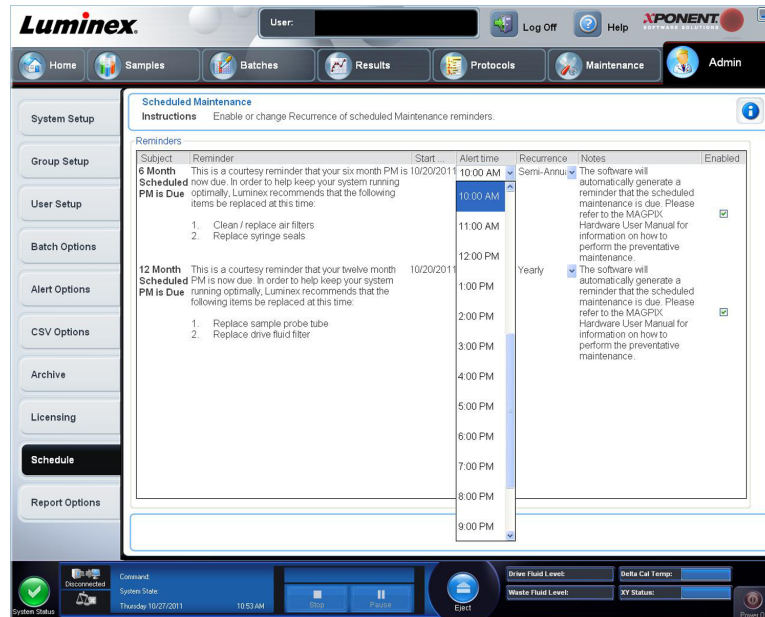 Luminex.
User:
Log Off
Help
XPONENT
SOFTWARE SOLUTIONS
Home
Samples
Batches
Results
Protocols
Maintenance
Admin
System Setup
Group Setup
User Setup
Batch Options
Alert Options
CSV Options
Archive
Licensing
Schedule
Report Options
Scheduled Maintenance
Instructions Enable or change Recurrence of scheduled Maintenance reminders.
Reminders
Subject Reminder Start ... Alert time Recurrence Notes Enabled
6 Month
Scheduled
PM is Due
This is a courtesy reminder that your six month PM is
now due. In order to help keep your system running
optimally, Luminex recommends that the following
items be replaced at this time:
1. Clean / replace air filters
2. Replace syringe seals
10/20/2011
10:00 AM
Semi-Annu
The software will
automatically generate a
reminder that the scheduled
maintenance is due. Please
refer to the MAGPIX
Hardware User Manual for
information on how to
perform the preventative
maintenance.
12 Month
Scheduled
PM is Due
This is a courtesy reminder that your twelve month
PM is now due. In order to help keep your system
running optimally, Luminex recommends that the
following items be replaced at this time:
1. Replace sample probe tube
2. Replace drive fluid filter
10/20/2011
Yearly
The software will
automatically generate a
reminder that the scheduled
maintenance is due. Please
refer to the MAGPIX
Hardware User Manual for
information on how to
perform the preventative
maintenance.
10:00 AM
11:00 AM
12:00 PM
1:00 PM
2:00 PM
3:00 PM
4:00 PM
5:00 PM
6:00 PM
7:00 PM
8:00 PM
9:00 PM
System Status
Disconnected
Command:
System State:
Thursday 10/27/2011 10:53 AM
Stop
Pause
Eject
Drive Fluid Level:
Waste Fluid Level:
Delta Cal Temp:
XY Status:
Power O